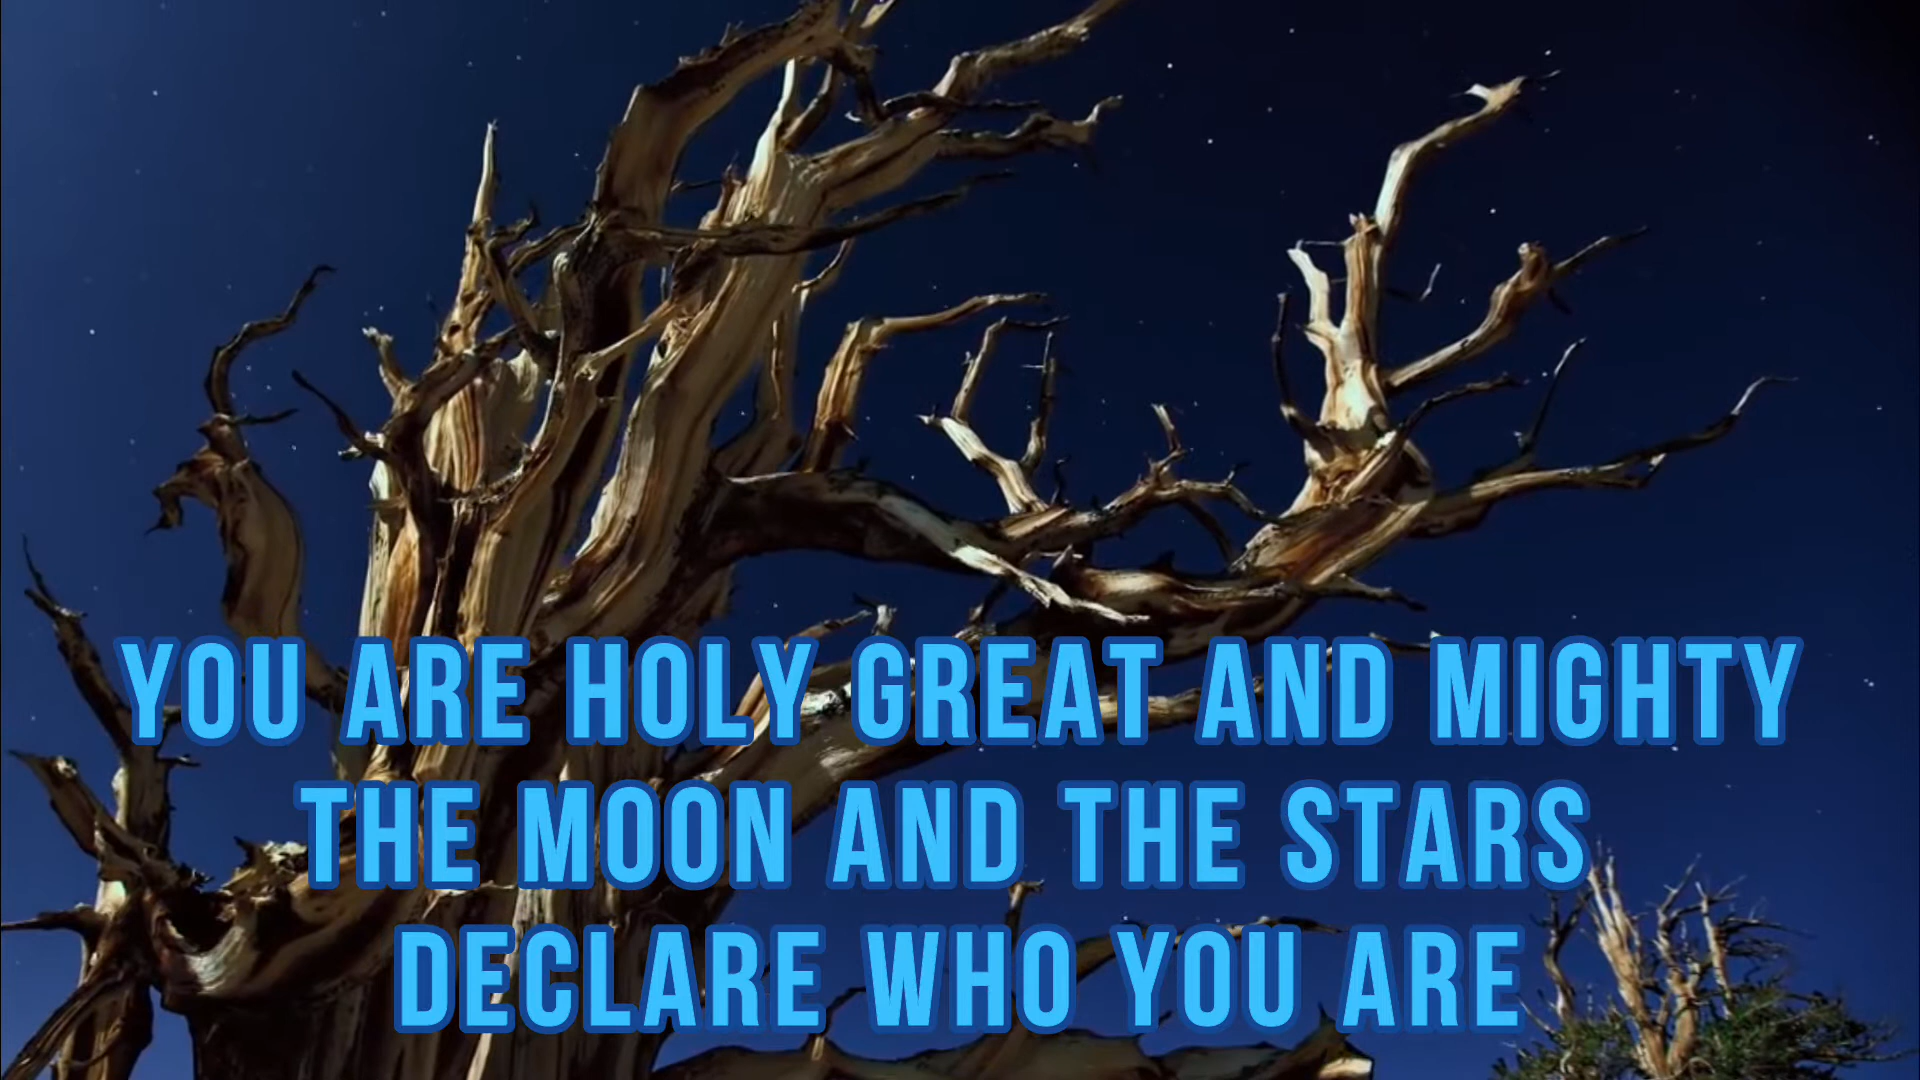 YOU ARE HOLY GREAT AND MIGHTY
THE MOON AND THE STARS
DECLARE WHO YOU ARE